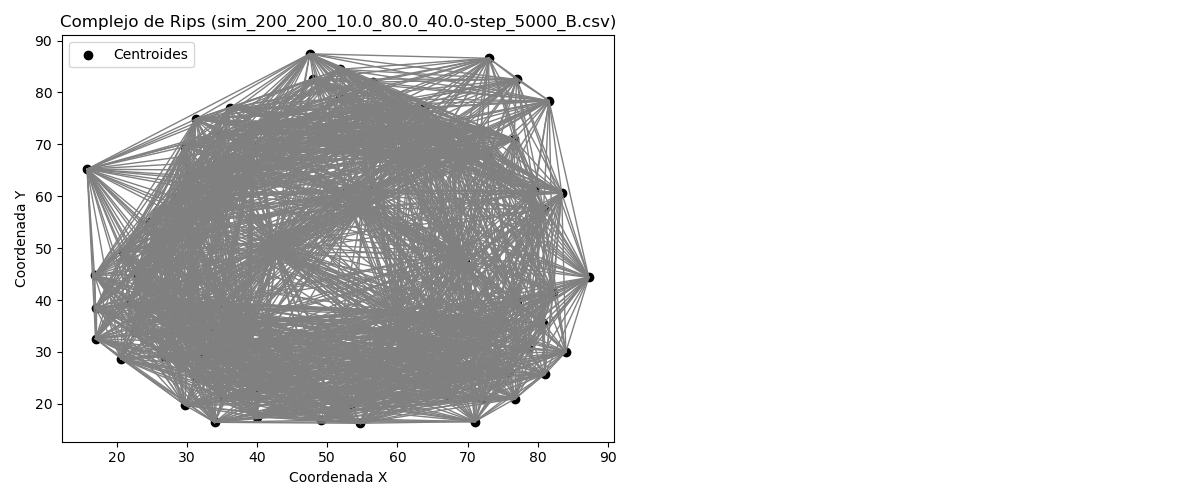 Complejo de Rips (sim_200_200_10.0_80.0_40.0-step_5000_B.csv)
90
Centroides
80
70
60
50
40
30
20
Coordenada Y
20 30 40 50 60 70 80 90
Coordenada X